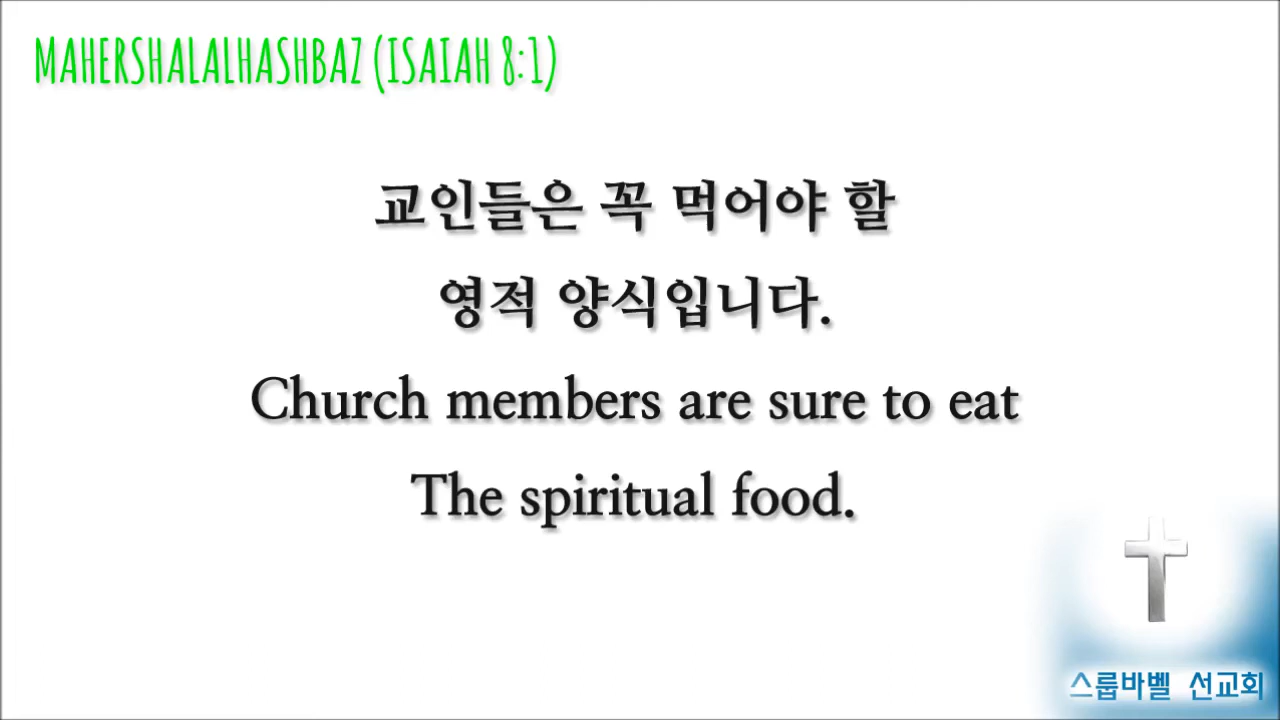 MAHERSHALALHASHBAZ (ISAIAH 8:1)
교인들은 꼭 먹어야 할
영적 양식입니다.
Church members are sure to eat
The spiritual food.
스룹바벨 선교회